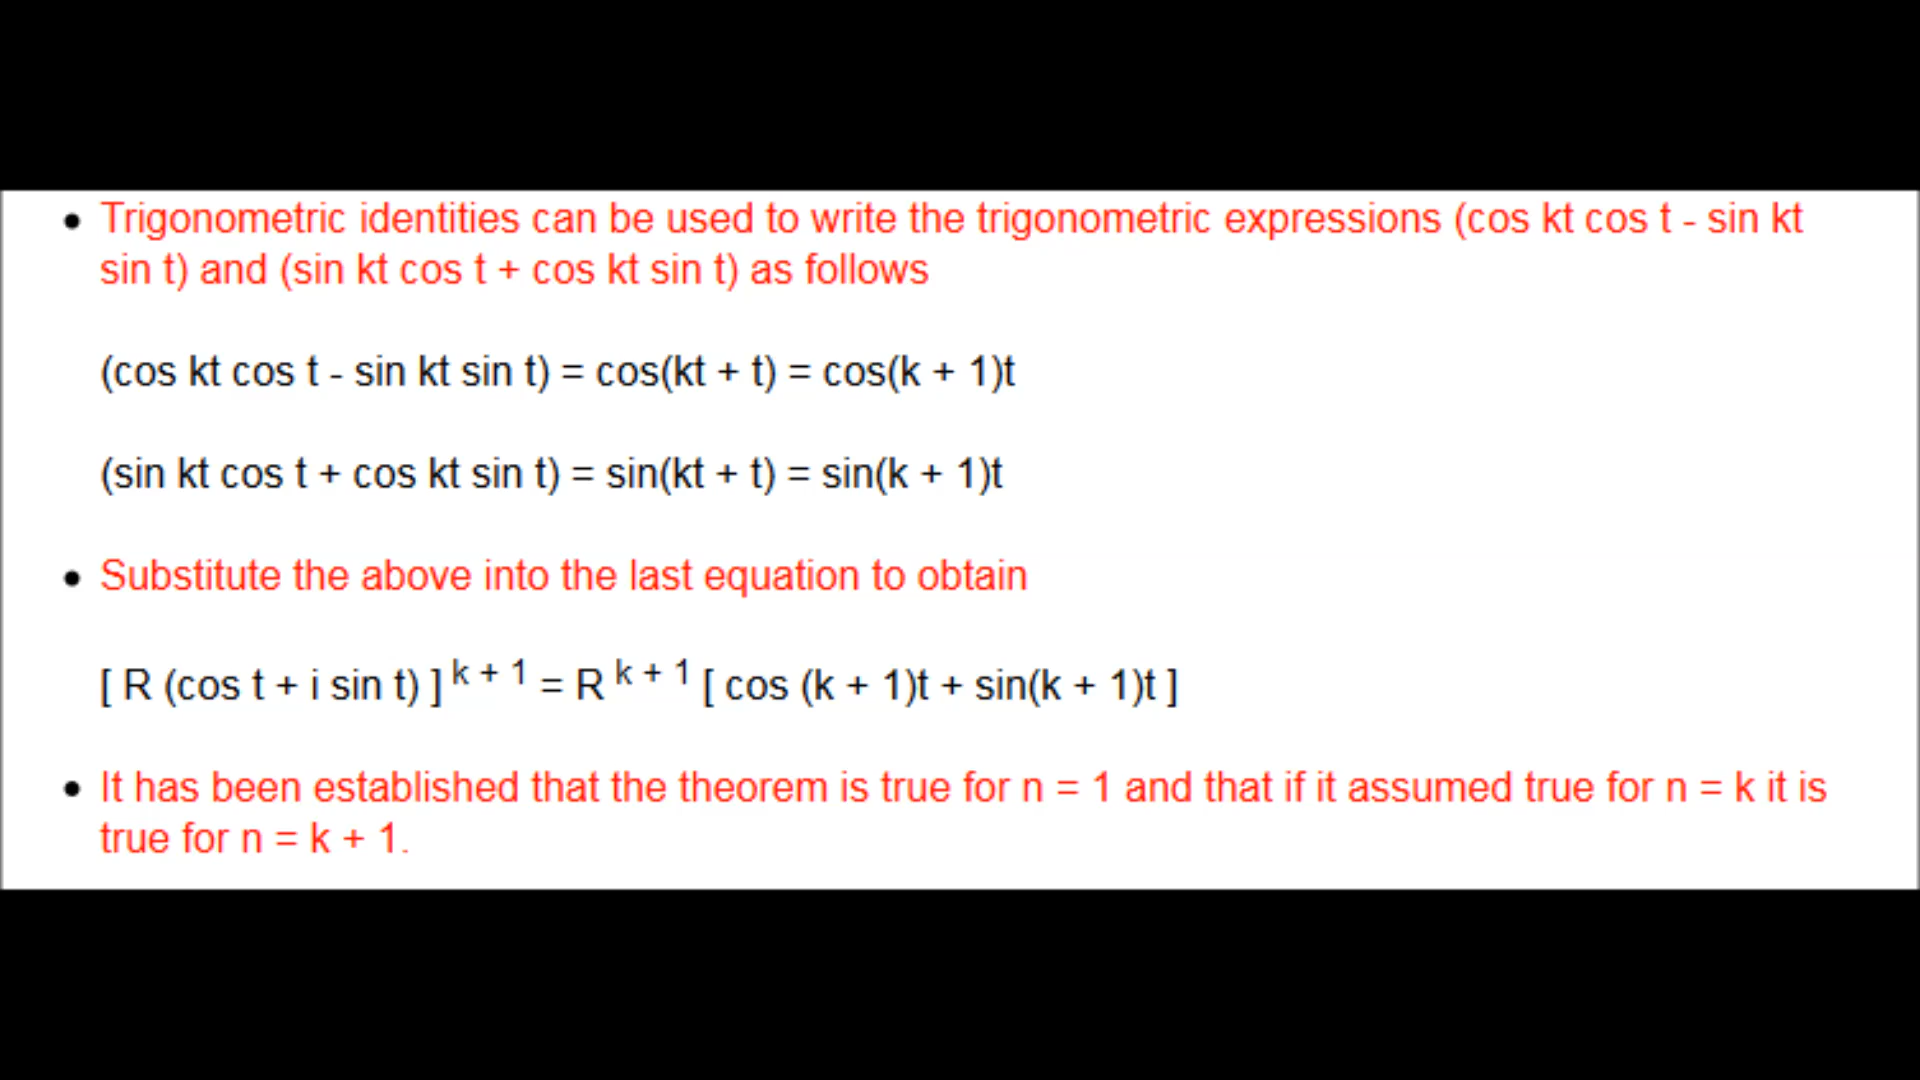 • Trigonometric identities can be used to write the trigonometric expressions (cos kt cos t - sin kt
sin t) and (sin kt cos t + cos kt sin t) as follows
(cos kt cos t - sin kt sin t) = cos(kt + t) = cos(k + 1)t
(sin kt cos t + cos kt sin t) = sin(kt + t) = sin(k + 1)t
• Substitute the above into the last equation to obtain
[ R (cos t + i sin t) ] k + 1 = R k + 1 [ cos (k + 1)t + sin(k + 1)t ]
• It has been established that the theorem is true for n = 1 and that if it assumed true for n = k it is
true for n = k + 1.